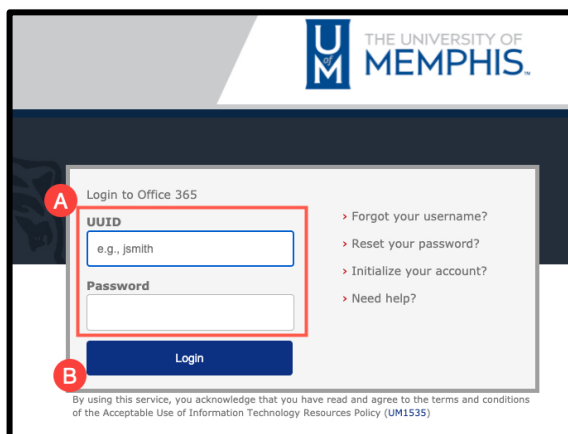 U
of
M
THE UNIVERSITY OF
MEMPHIS™
Login to Office 365
A
UUID
e.g., jsmith
Password
Login
B
> Forgot your username?
> Reset your password?
> Initialize your account?
> Need help?
By using this service, you acknowledge that you have read and agree to the terms and conditions
of the Acceptable Use of Information Technology Resources Policy (UM1535)